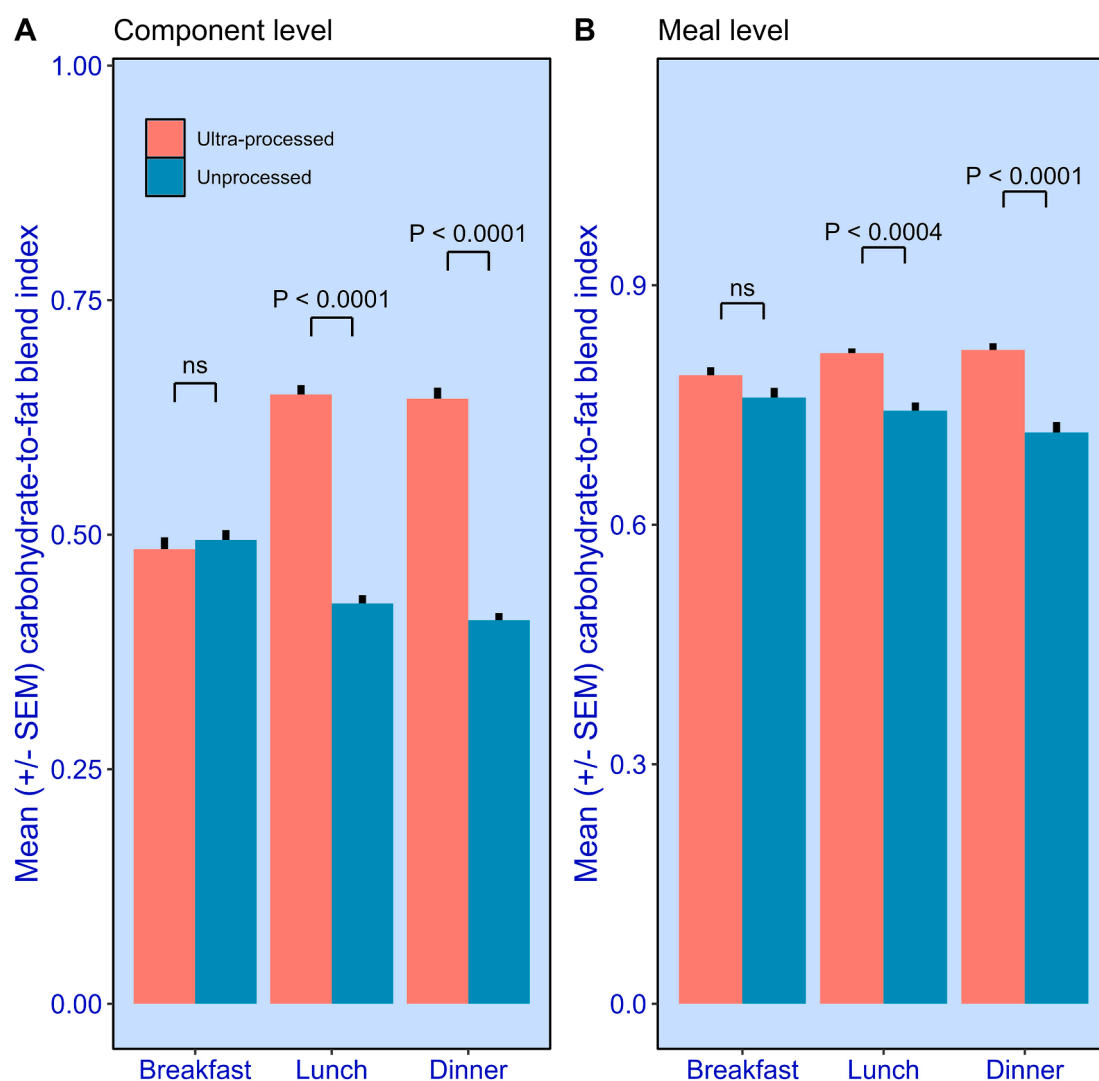 A Component level
Mean (+/- SEM) carbohydrate-to-fat blend index
1.00
0.75
0.50
0.25
0.00
Ultra-processed
Unprocessed
ns
P < 0.0001
P < 0.0001
Breakfast Lunch Dinner
B Meal level
Mean (+/- SEM) carbohydrate-to-fat blend index
0.9
0.6
0.3
0.0
ns
P < 0.0004
P < 0.0001
Breakfast Lunch Dinner